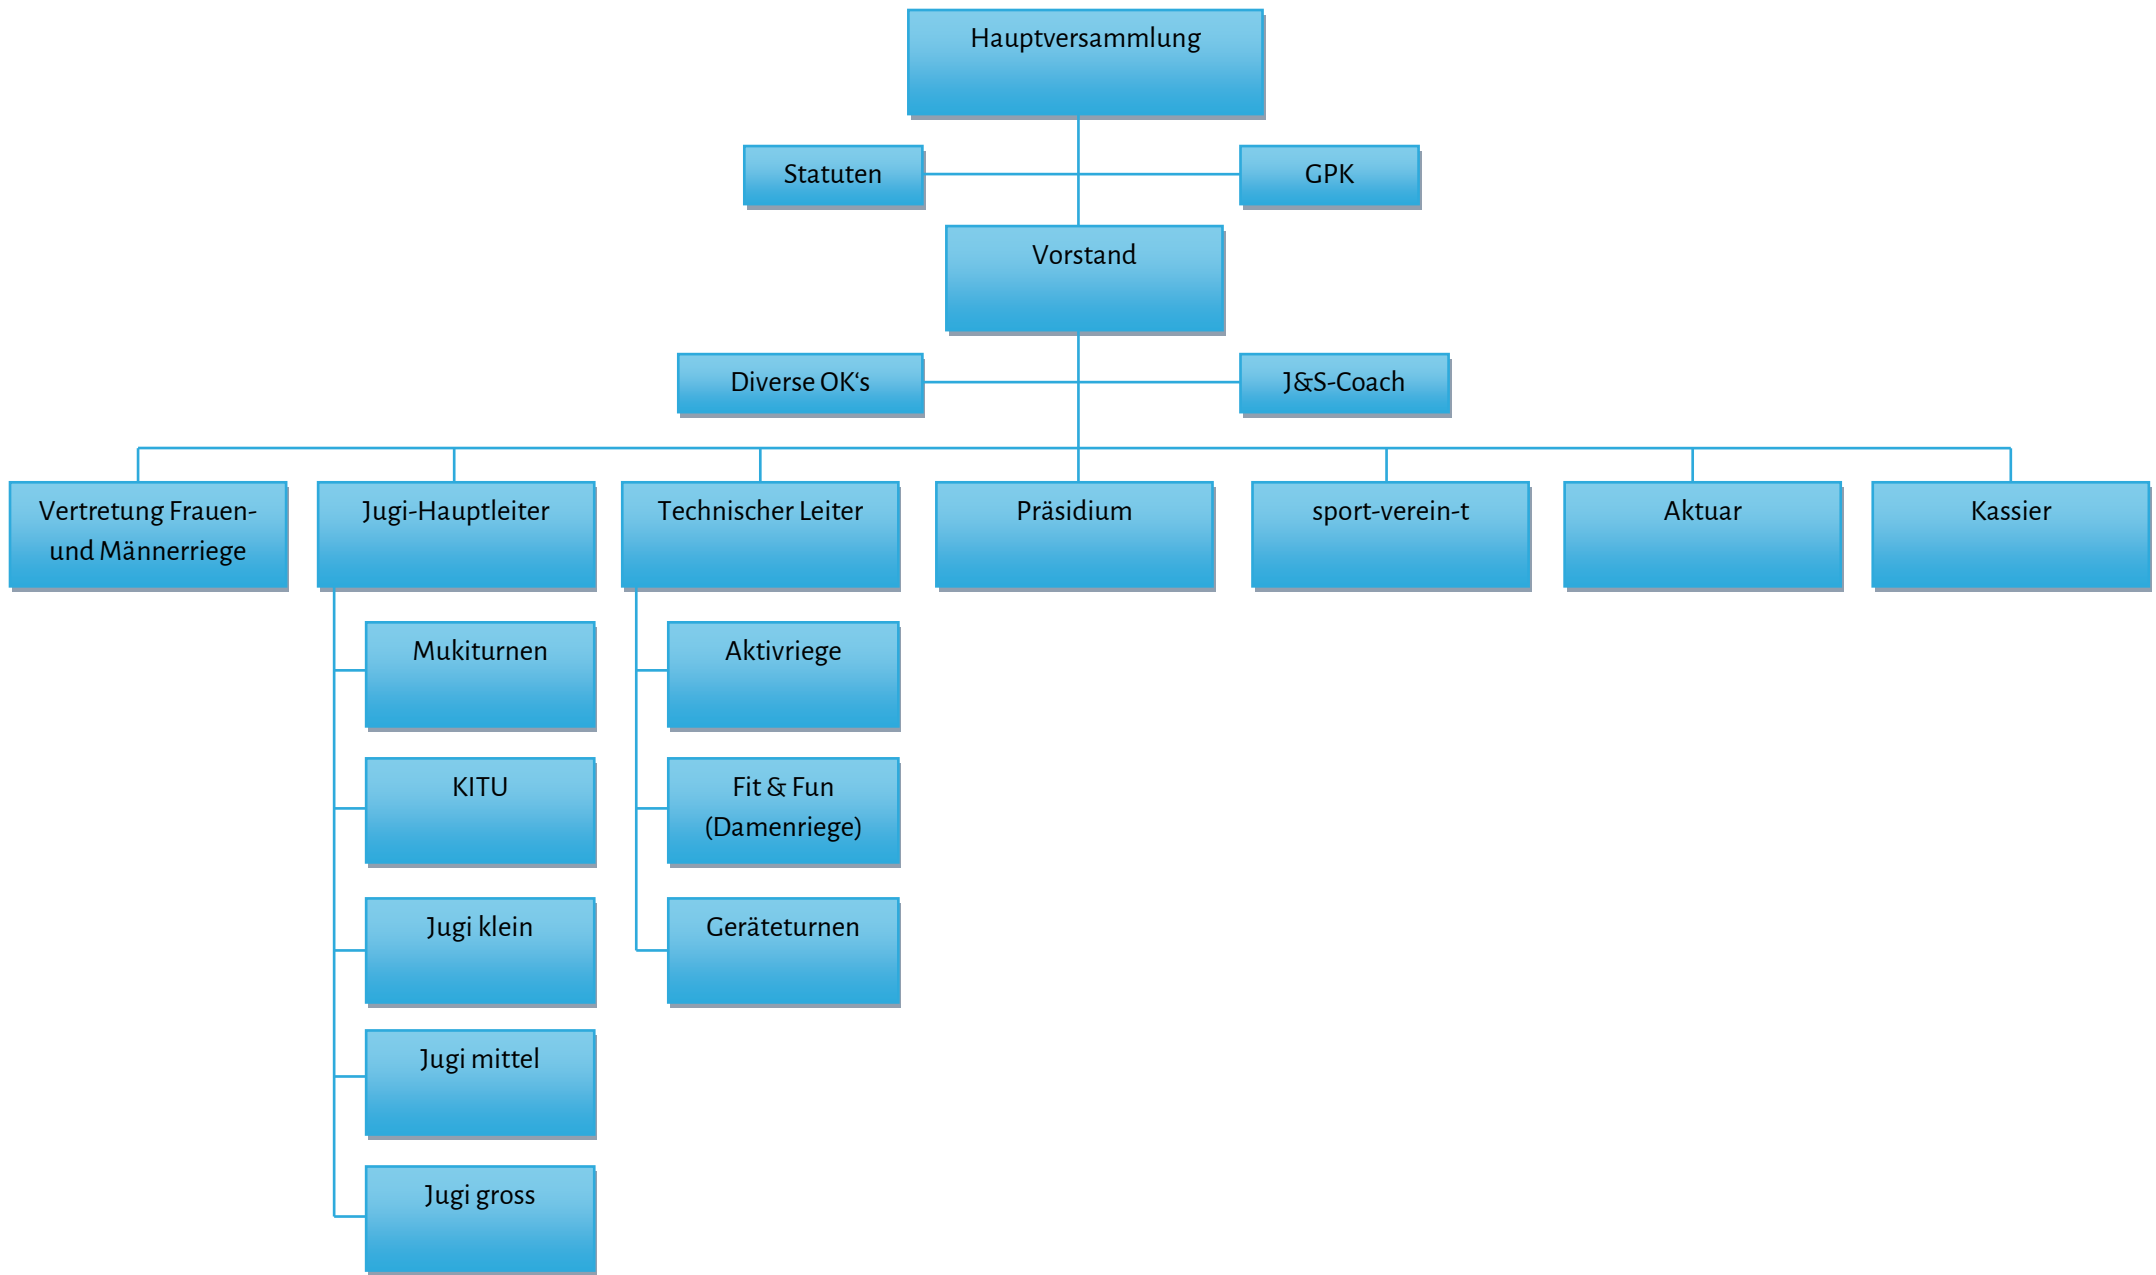 Hauptversammlung
Statuten
GPK
Vorstand
Diverse OK‘s
J&S-Coach
Vertretung Frauen-
und Männerriege
Jugi-Hauptleiter
Technischer Leiter
Präsidium
sport-verein-t
Aktuar
Kassier
Mukiturnen
Aktivriege
KITU
Fit & Fun
(Damenriege)
Jugi klein
Geräteturnen
Jugi mittel
Jugi gross